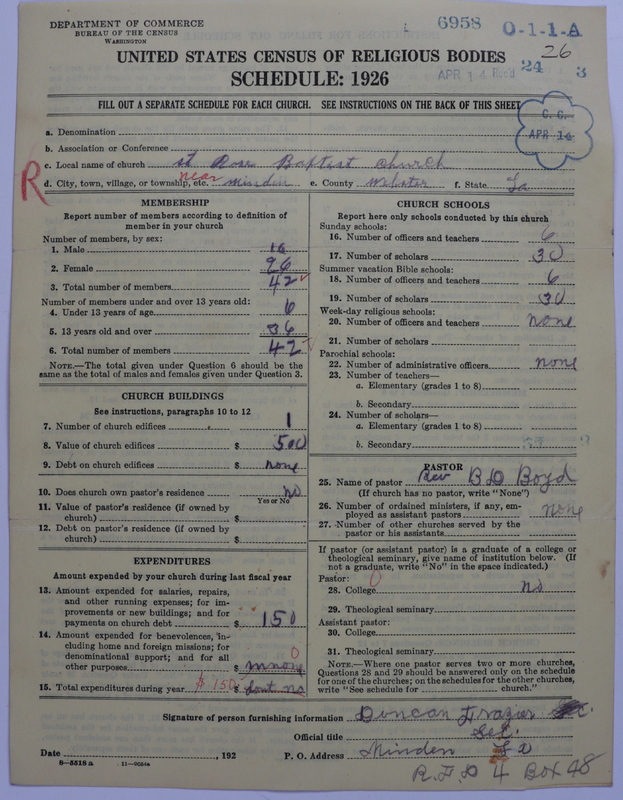 DEPARTMENT OF COMMERCE
BUREAU OF THE CENSUS
WASHINGTON
6958
O-1-1-A
26
UNITED STATES CENSUS OF RELIGIOUS BODIES
SCHEDULE: 1926
APR 14 Rec'd
24 3
FILL OUT A SEPARATE SCHEDULE FOR EACH CHURCH. SEE INSTRUCTIONS ON THE BACK OF THIS SHEET
C. C.
APR 14
a. Denomination
b. Association or Conference
c. Local name of church st Rose Baptist church
R
d. City, town, village, or township, etc. near minden e. County Webster f. State La
MEMBERSHIP
Report number of members according to definition of
member in your church
Number of members, by sex:
1. Male 16
2. Female 26
3. Total number of members 42
Number of members under and over 13 years old:
4. Under 13 years of age 6
5. 13 years old and over 36
6. Total number of members 42
NOTE.—The total given under Question 6 should be the
same as the total of males and females given under Question 3.
CHURCH BUILDINGS
See instructions, paragraphs 10 to 12
7. Number of church edifices 1
8. Value of church edifices $ 500
9. Debt on church edifices $ none
10. Does church own pastor's residence no
Yes or No
11. Value of pastor's residence (if owned by
church) $
12. Debt on pastor's residence (if owned by
church) $
EXPENDITURES
Amount expended by your church during last fiscal year
13. Amount expended for salaries, repairs,
and other running expenses; for im-
provements or new buildings; and for
payments on church debt $ 150
14. Amount expended for benevolences, in-
cluding home and foreign missions; for
denominational support; and for all
other purposes $ 0
15. Total expenditures during year $150 $ dont no
CHURCH SCHOOLS
Report here only schools conducted by this church
Sunday schools:
16. Number of officers and teachers 6
17. Number of scholars 30
Summer vacation Bible schools:
18. Number of officers and teachers 6
19. Number of scholars 30
Week-day religious schools:
20. Number of officers and teachers none
21. Number of scholars
Parochial schools:
22. Number of administrative officers none
23. Number of teachers—
a. Elementary (grades 1 to 8)
b. Secondary
24. Number of scholars—
a. Elementary (grades 1 to 8)
b. Secondary
PASTOR
25. Name of pastor Rev B D Boyd
(If church has no pastor, write "None")
26. Number of ordained ministers, if any, em-
ployed as assistant pastors none
27. Number of other churches served by the
pastor or his assistants
If pastor (or assistant pastor) is a graduate of a college or
theological seminary, give name of institution below. (If
not a graduate, write "No" in the space indicated.)
Pastor: 0
28. College no
29. Theological seminary
Assistant pastor:
30. College
31. Theological seminary
NOTE.—Where one pastor serves two or more churches,
Questions 28 and 29 should be answered only on the schedule
for one of the churches; on the schedules for the other churches,
write "See schedule for ______ church."
Signature of person furnishing information Duncan Frazier
Official title Sec.
Date , 192 P. O. Address Minden La
8—5518 a 11—9054a
R.F.D 4 Box 48